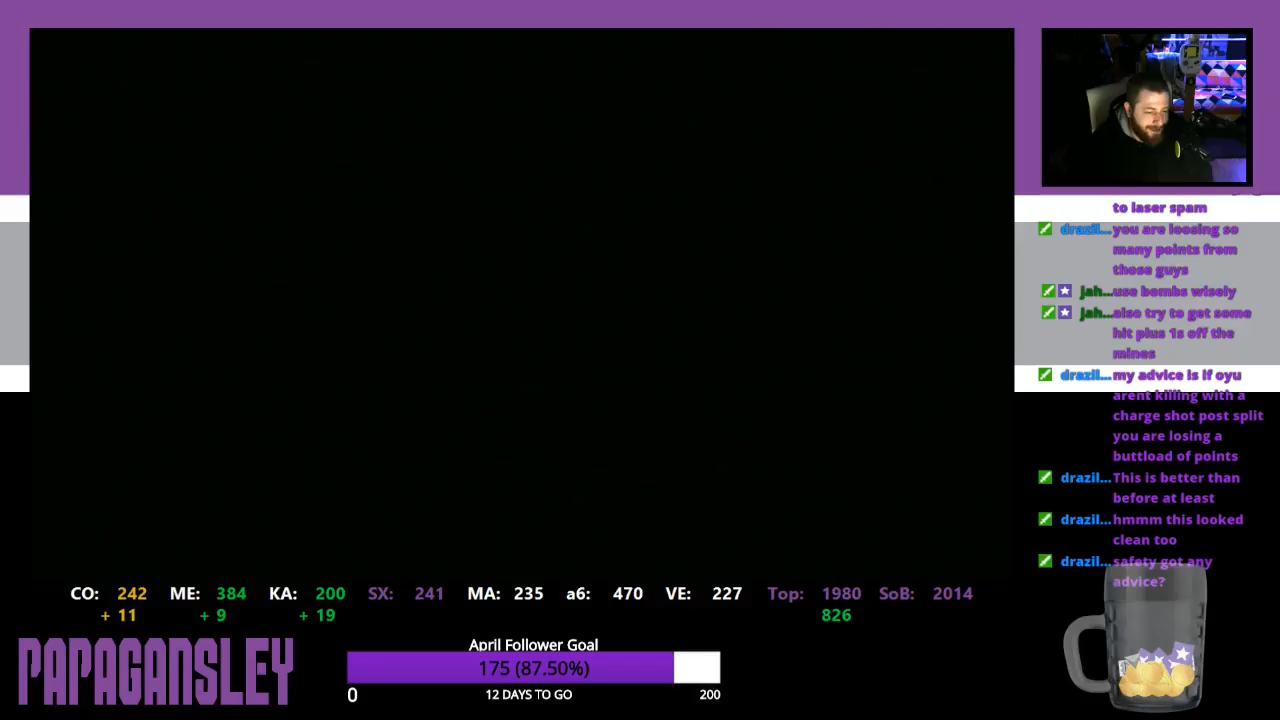 to laser spam
drazil... you are loosing so
many points from
those guys
jah... use bombs wisely
jah... also try to get some
hit plus 1s off the
mines
drazil... my advice is if oyu
arent killing with a
charge shot post split
you are losing a
buttload of points
drazil... This is better than
before at least
drazil... hmmm this looked
clean too
drazil... safety got any
advice?
CO: 242 ME: 384 KA: 200 SX: 241 MA: 235 a6: 470 VE: 227 Top: 1980 SoB: 2014
+ 11 + 9 + 19 826
PAPAGANSLEY
April Follower Goal
175 (87.50%)
0 12 DAYS TO GO 200